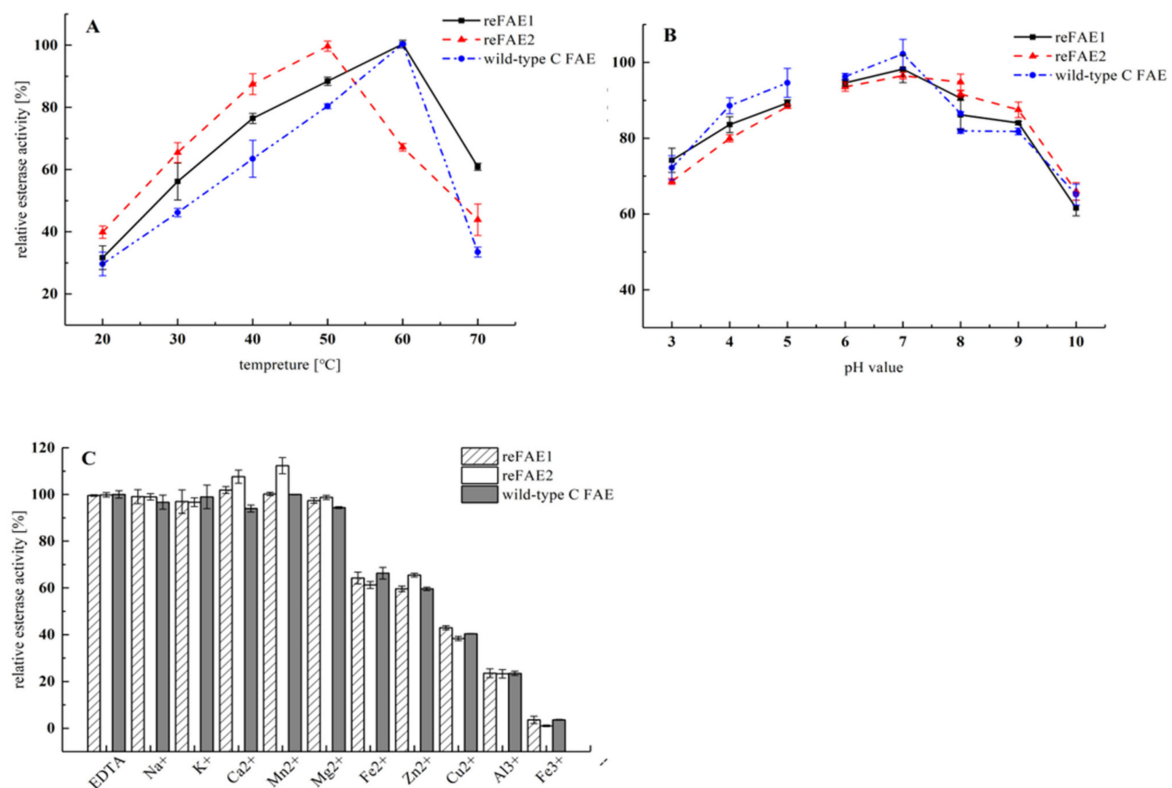 A
reFAE1
reFAE2
wild-type C FAE
relative esterase activity [%]
100
80
60
40
20
20 30 40 50 60 70
tempreture [°C]
B
reFAE1
reFAE2
wild-type C FAE
100
80
60
40
3 4 5 6 7 8 9 10
pH value
C
reFAE1
reFAE2
wild-type C FAE
relative esterase activity [%]
120
100
80
60
40
20
0
EDTA Na+ K+ Ca2+ Mn2+ Mg2+ Fe2+ Zn2+ Cu2+ Al3+ Fe3+ --